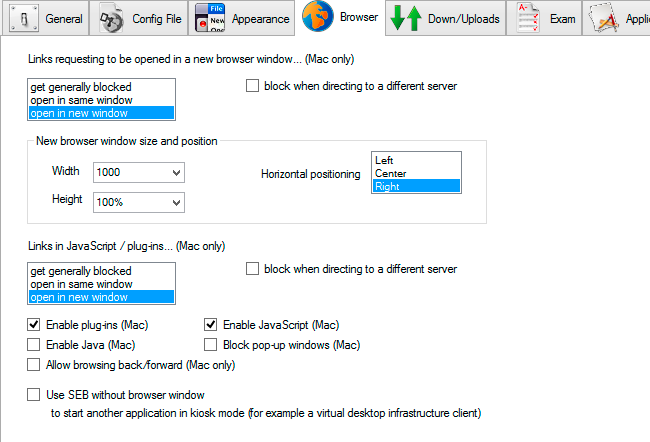 General Config File Appearance Browser Down/Uploads Exam Applic
File
New
One
Links requesting to be opened in a new browser window... (Mac only)
get generally blocked
open in same window
open in new window
block when directing to a different server
New browser window size and position
Width 1000
Height 100%
Horizontal positioning
Left
Center
Right
Links in JavaScript / plug-ins... (Mac only)
get generally blocked
open in same window
open in new window
block when directing to a different server
Enable plug-ins (Mac) Enable JavaScript (Mac)
Enable Java (Mac) Block pop-up windows (Mac)
Allow browsing back/forward (Mac only)
Use SEB without browser window
to start another application in kiosk mode (for example a virtual desktop infrastructure client)